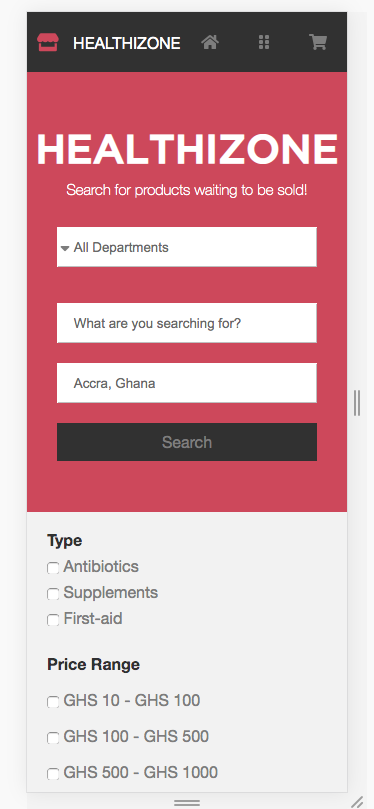 HEALTHIZONE
HEALTHIZONE
Search for products waiting to be sold!
All Departments
What are you searching for?
Accra, Ghana
Search
Type
Antibiotics
Supplements
First-aid
Price Range
GHS 10 - GHS 100
GHS 100 - GHS 500
GHS 500 - GHS 1000